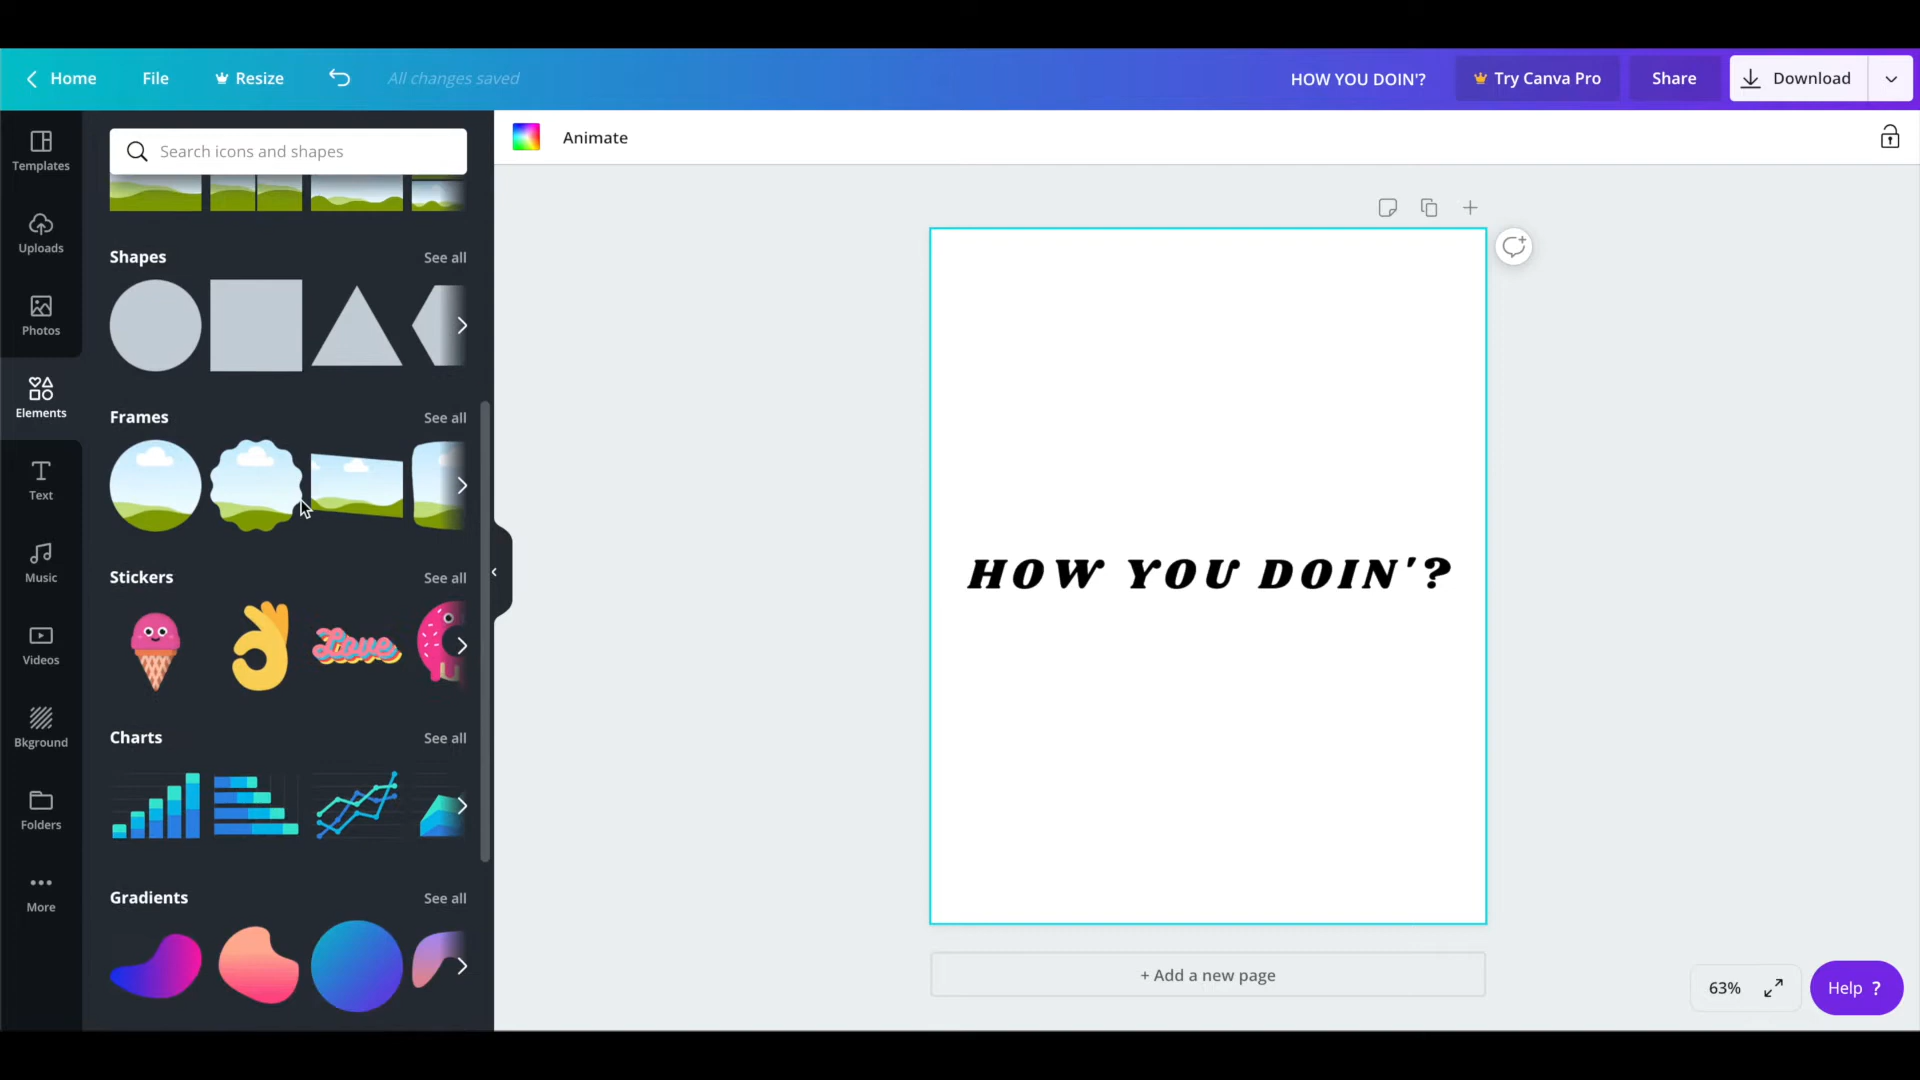 Home
File
Resize
All changes saved
HOW YOU DOIN'?
Try Canva Pro
Share
Download
Templates
Uploads
Photos
Elements
Text
Music
Videos
Bkground
Folders
More
Search icons and shapes
Shapes
See all
Frames
See all
Stickers
See all
Love
Charts
See all
Gradients
See all
Animate
HOW YOU DOIN'?
+ Add a new page
63%
Help ?